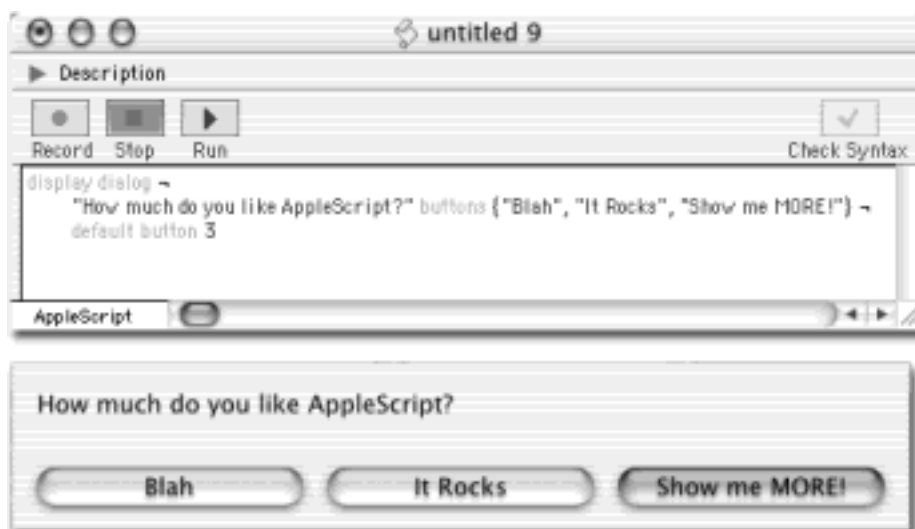 untitled 9
Description
Record Stop Run Check Syntax
display dialog ¬
"How much do you like AppleScript?" buttons {"Blah", "It Rocks", "Show me MORE!"} ¬
default button 3
AppleScript
How much do you like AppleScript?
Blah It Rocks Show me MORE!